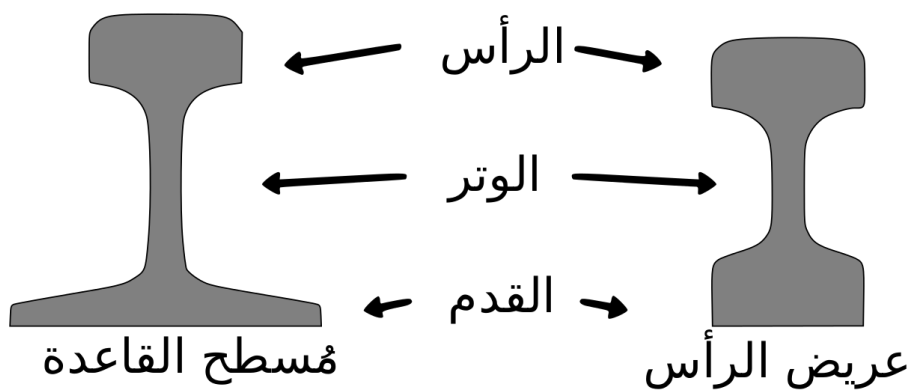 الرأس
الوتر
القدم
مُسطح القاعدة
عريض الرأس